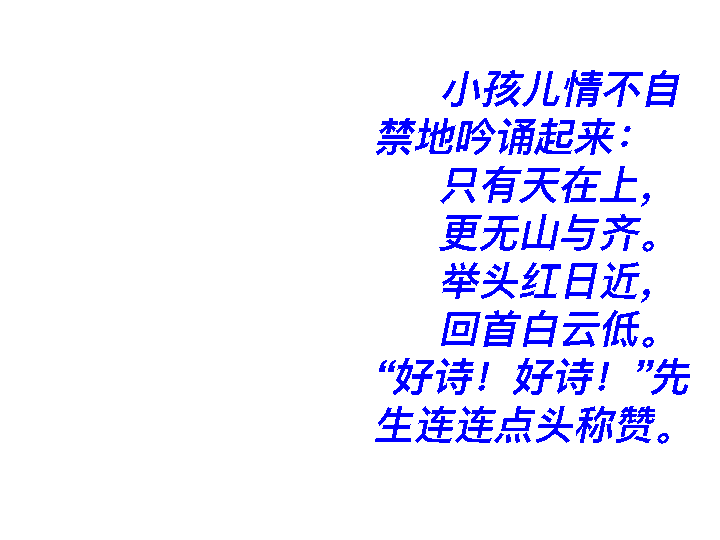 小孩儿情不自
禁地吟诵起来：
只有天在上，
更无山与齐。
举头红日近，
回首白云低。
“好诗！好诗！”先
生连连点头称赞。